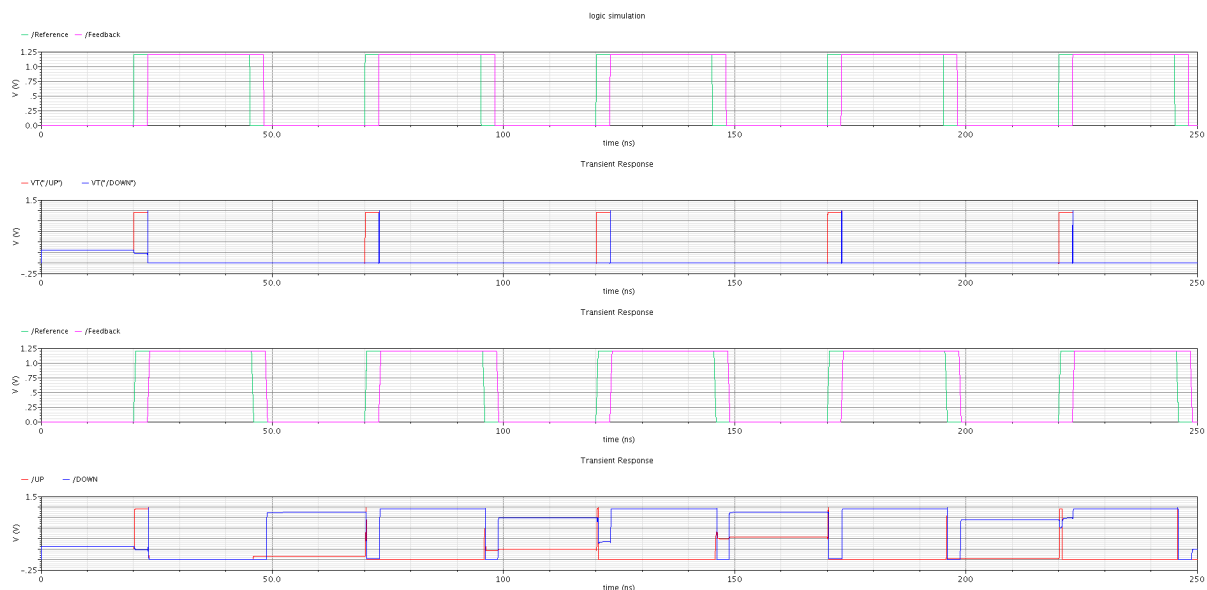 logic simulation
/Reference /Feedback
1.25
1.0
.75
.5
.25
0.0
V (V)
0 50.0 100 150 200 250
time (ns)
Transient Response
VT("/UP") VT("/DOWN")
1.5
V (V)
-.25
0 50.0 100 150 200 250
time (ns)
Transient Response
/Reference /Feedback
1.25
1.0
.75
.5
.25
0.0
V (V)
0 50.0 100 150 200 250
time (ns)
Transient Response
/UP /DOWN
1.5
V (V)
-.25
0 50.0 100 150 200 250
time (ns)